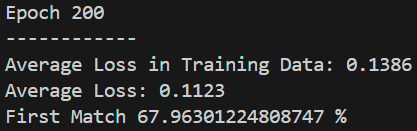 Epoch 200
------------
Average Loss in Training Data: 0.1386
Average Loss: 0.1123
First Match 67.96301224808747 %